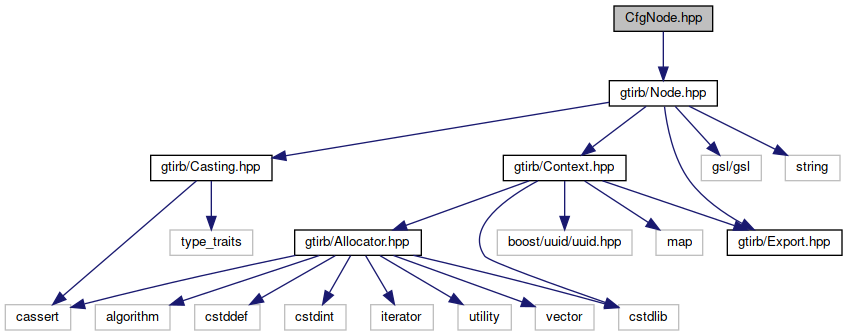 CfgNode.hpp
gtirb/Node.hpp
gtirb/Casting.hpp
gtirb/Context.hpp
gsl/gsl
string
type_traits
gtirb/Allocator.hpp
boost/uuid/uuid.hpp
map
gtirb/Export.hpp
cassert
algorithm
cstddef
cstdint
iterator
utility
vector
cstdlib